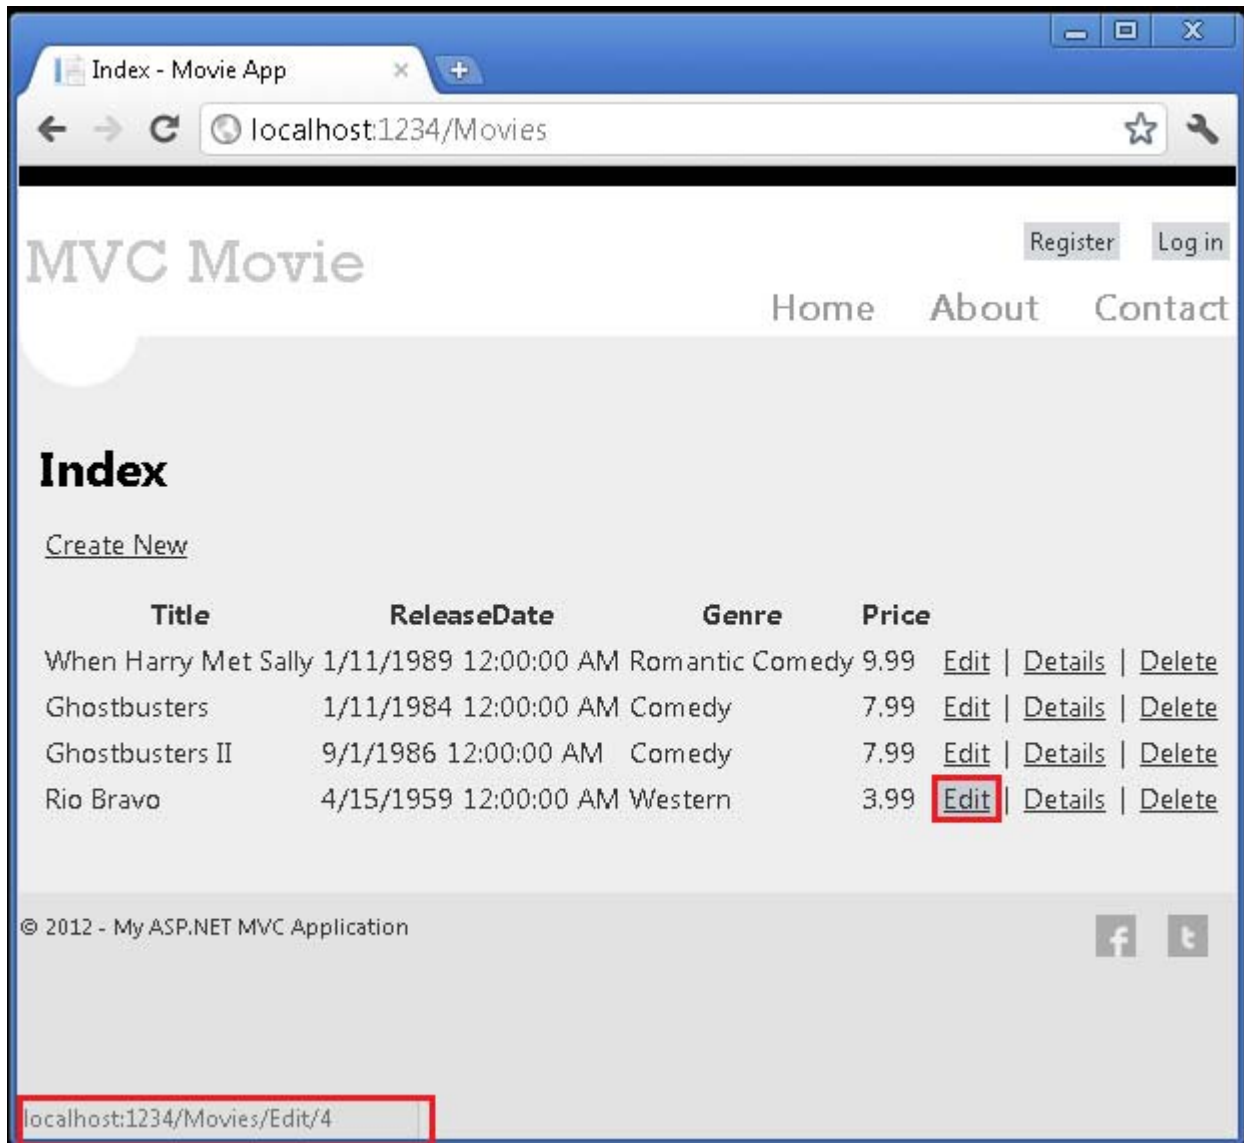 Index - Movie App
localhost:1234/Movies
MVC Movie
Register Log in
Home About Contact
Index
Create New
Title ReleaseDate Genre Price
When Harry Met Sally 1/11/1989 12:00:00 AM Romantic Comedy 9.99 Edit | Details | Delete
Ghostbusters 1/11/1984 12:00:00 AM Comedy 7.99 Edit | Details | Delete
Ghostbusters II 9/1/1986 12:00:00 AM Comedy 7.99 Edit | Details | Delete
Rio Bravo 4/15/1959 12:00:00 AM Western 3.99 Edit | Details | Delete
© 2012 - My ASP.NET MVC Application
f t
localhost:1234/Movies/Edit/4